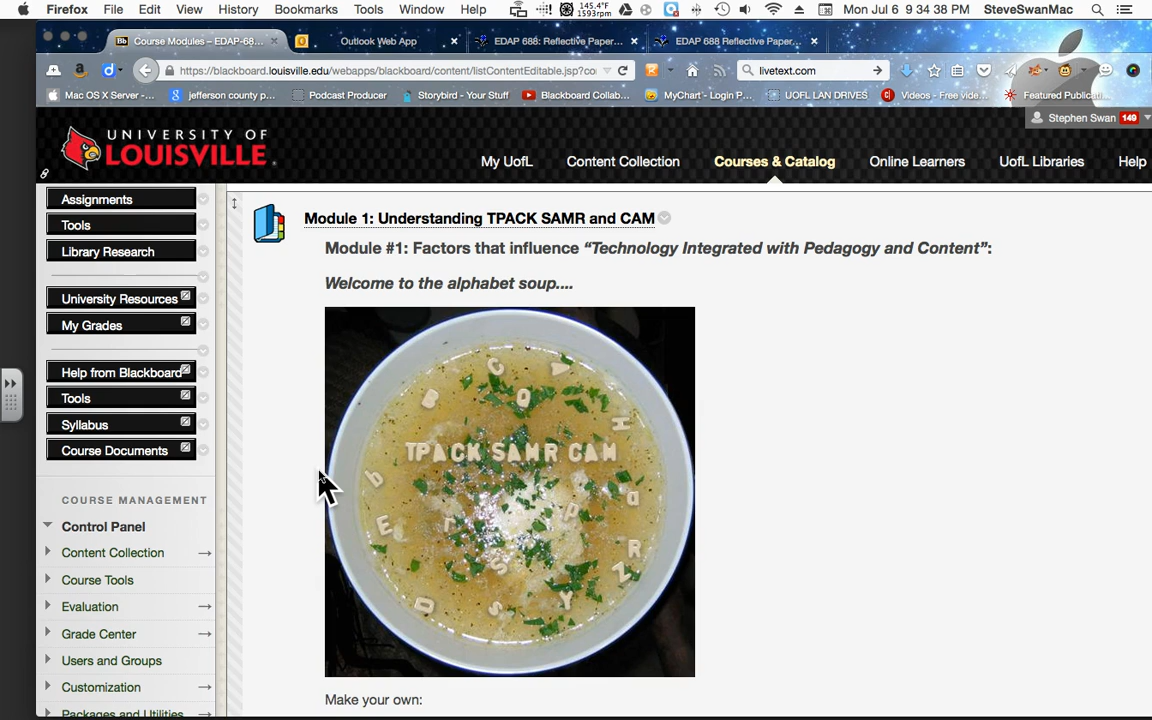 Firefox File Edit View History Bookmarks Tools Window Help 145.4°F 1593rpm Mon Jul 6 9 34 38 PM SteveSwanMac
Bb Course Modules – EDAP-68... Outlook Web App EDAP 688: Reflective Paper... EDAP 688 Reflective Paper...
https://blackboard.louisville.edu/webapps/blackboard/content/listContentEditable.jsp?co livetext.com
Mac OS X Server -... jefferson county p... Podcast Producer Storybird - Your Stuff Blackboard Collab... MyChart - Login P... UOFL LAN DRIVES Videos - Free vide... Featured Publicati...
Stephen Swan 149
UNIVERSITY OF
LOUISVILLE
My UofL Content Collection Courses & Catalog Online Learners UofL Libraries Help
Assignments
Tools
Library Research
University Resources
My Grades
Help from Blackboard
Tools
Syllabus
Course Documents
COURSE MANAGEMENT
Control Panel
Content Collection
Course Tools
Evaluation
Grade Center
Users and Groups
Customization
Packages and Utilities
Module 1: Understanding TPACK SAMR and CAM
Module #1: Factors that influence “Technology Integrated with Pedagogy and Content”:
Welcome to the alphabet soup....
C
B O
H
TPACK SAMR CAM
b a
E T P
R
S Z
D S Y
Make your own: